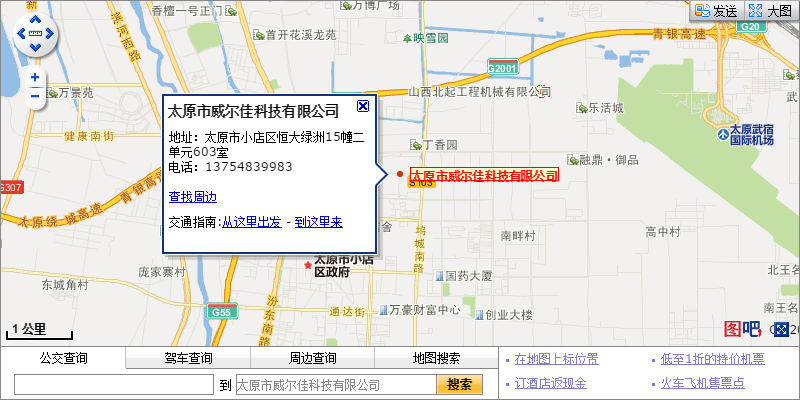 滨河西路
香檀一号正门
万博广场
发送
大图
首开花溪龙苑
映雪园
G2001
青银高速
G20
万景苑
山西北起工程机械有限公司
乐活城
健康南街
太原武宿
国际机场
太原市威尔佳科技有限公司
地址：太原市小店区恒大绿洲15幢二
单元603室
电话：13754839983
查找周边
交通指南:从这里出发 - 到这里来
丁香园
融鼎·御品
太原市威尔佳科技有限公司
S103
G307
青银高速
太原绕城高速
坞城南路
南畔村
高中村
太原市小店
区政府
庞家寨村
国药大厦
北王名
东城角村
南王名
G55
汾东南路
通达街
万豪财富中心
创业大楼
1 公里
图吧
公交查询
驾车查询
周边查询
地图搜索
到
太原市威尔佳科技有限公司
搜索
在地图上标位置
低至1折的特价机票
订酒店返现金
火车飞机售票点